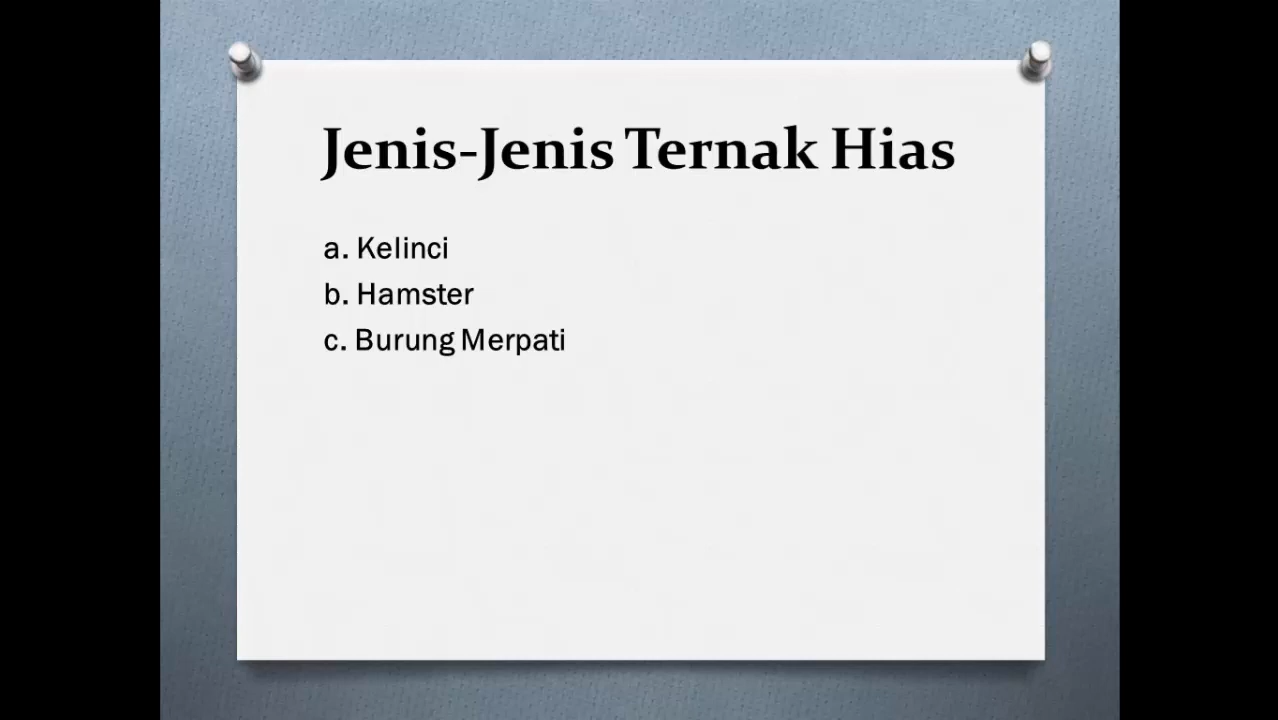 Jenis-Jenis Ternak Hias
a. Kelinci
b. Hamster
c. Burung Merpati